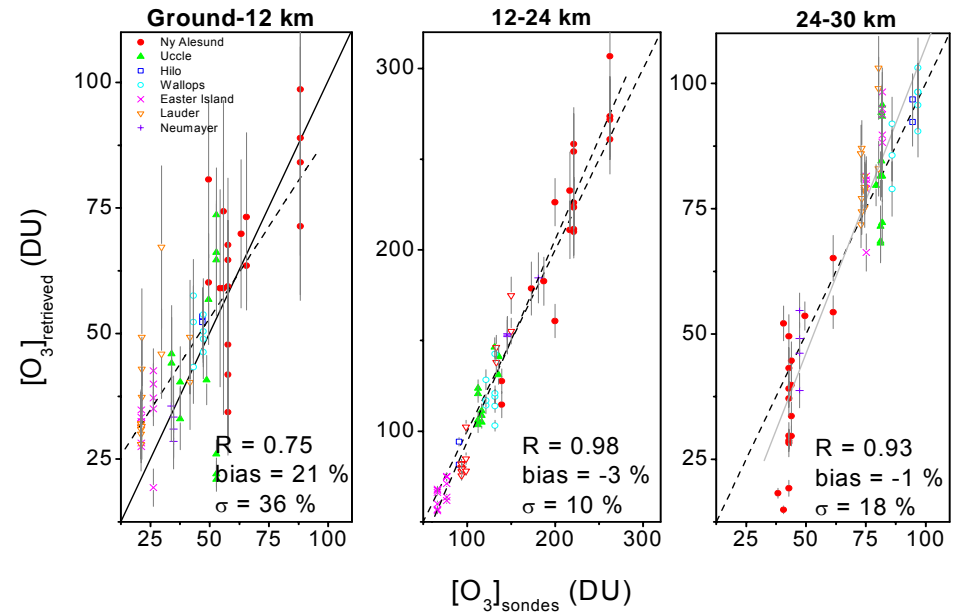 Ground-12 km
12-24 km
24-30 km
Ny Alesund
Uccle
Hilo
Wallops
Easter Island
Lauder
Neumayer
100
75
50
25
300
200
100
100
75
50
25
[O3]retrieved (DU)
R = 0.75
bias = 21 %
σ = 36 %
R = 0.98
bias = -3 %
σ = 10 %
R = 0.93
bias = -1 %
σ = 18 %
25 50 75 100
100 150 200 250 300
25 50 75 100
[O3]sondes (DU)